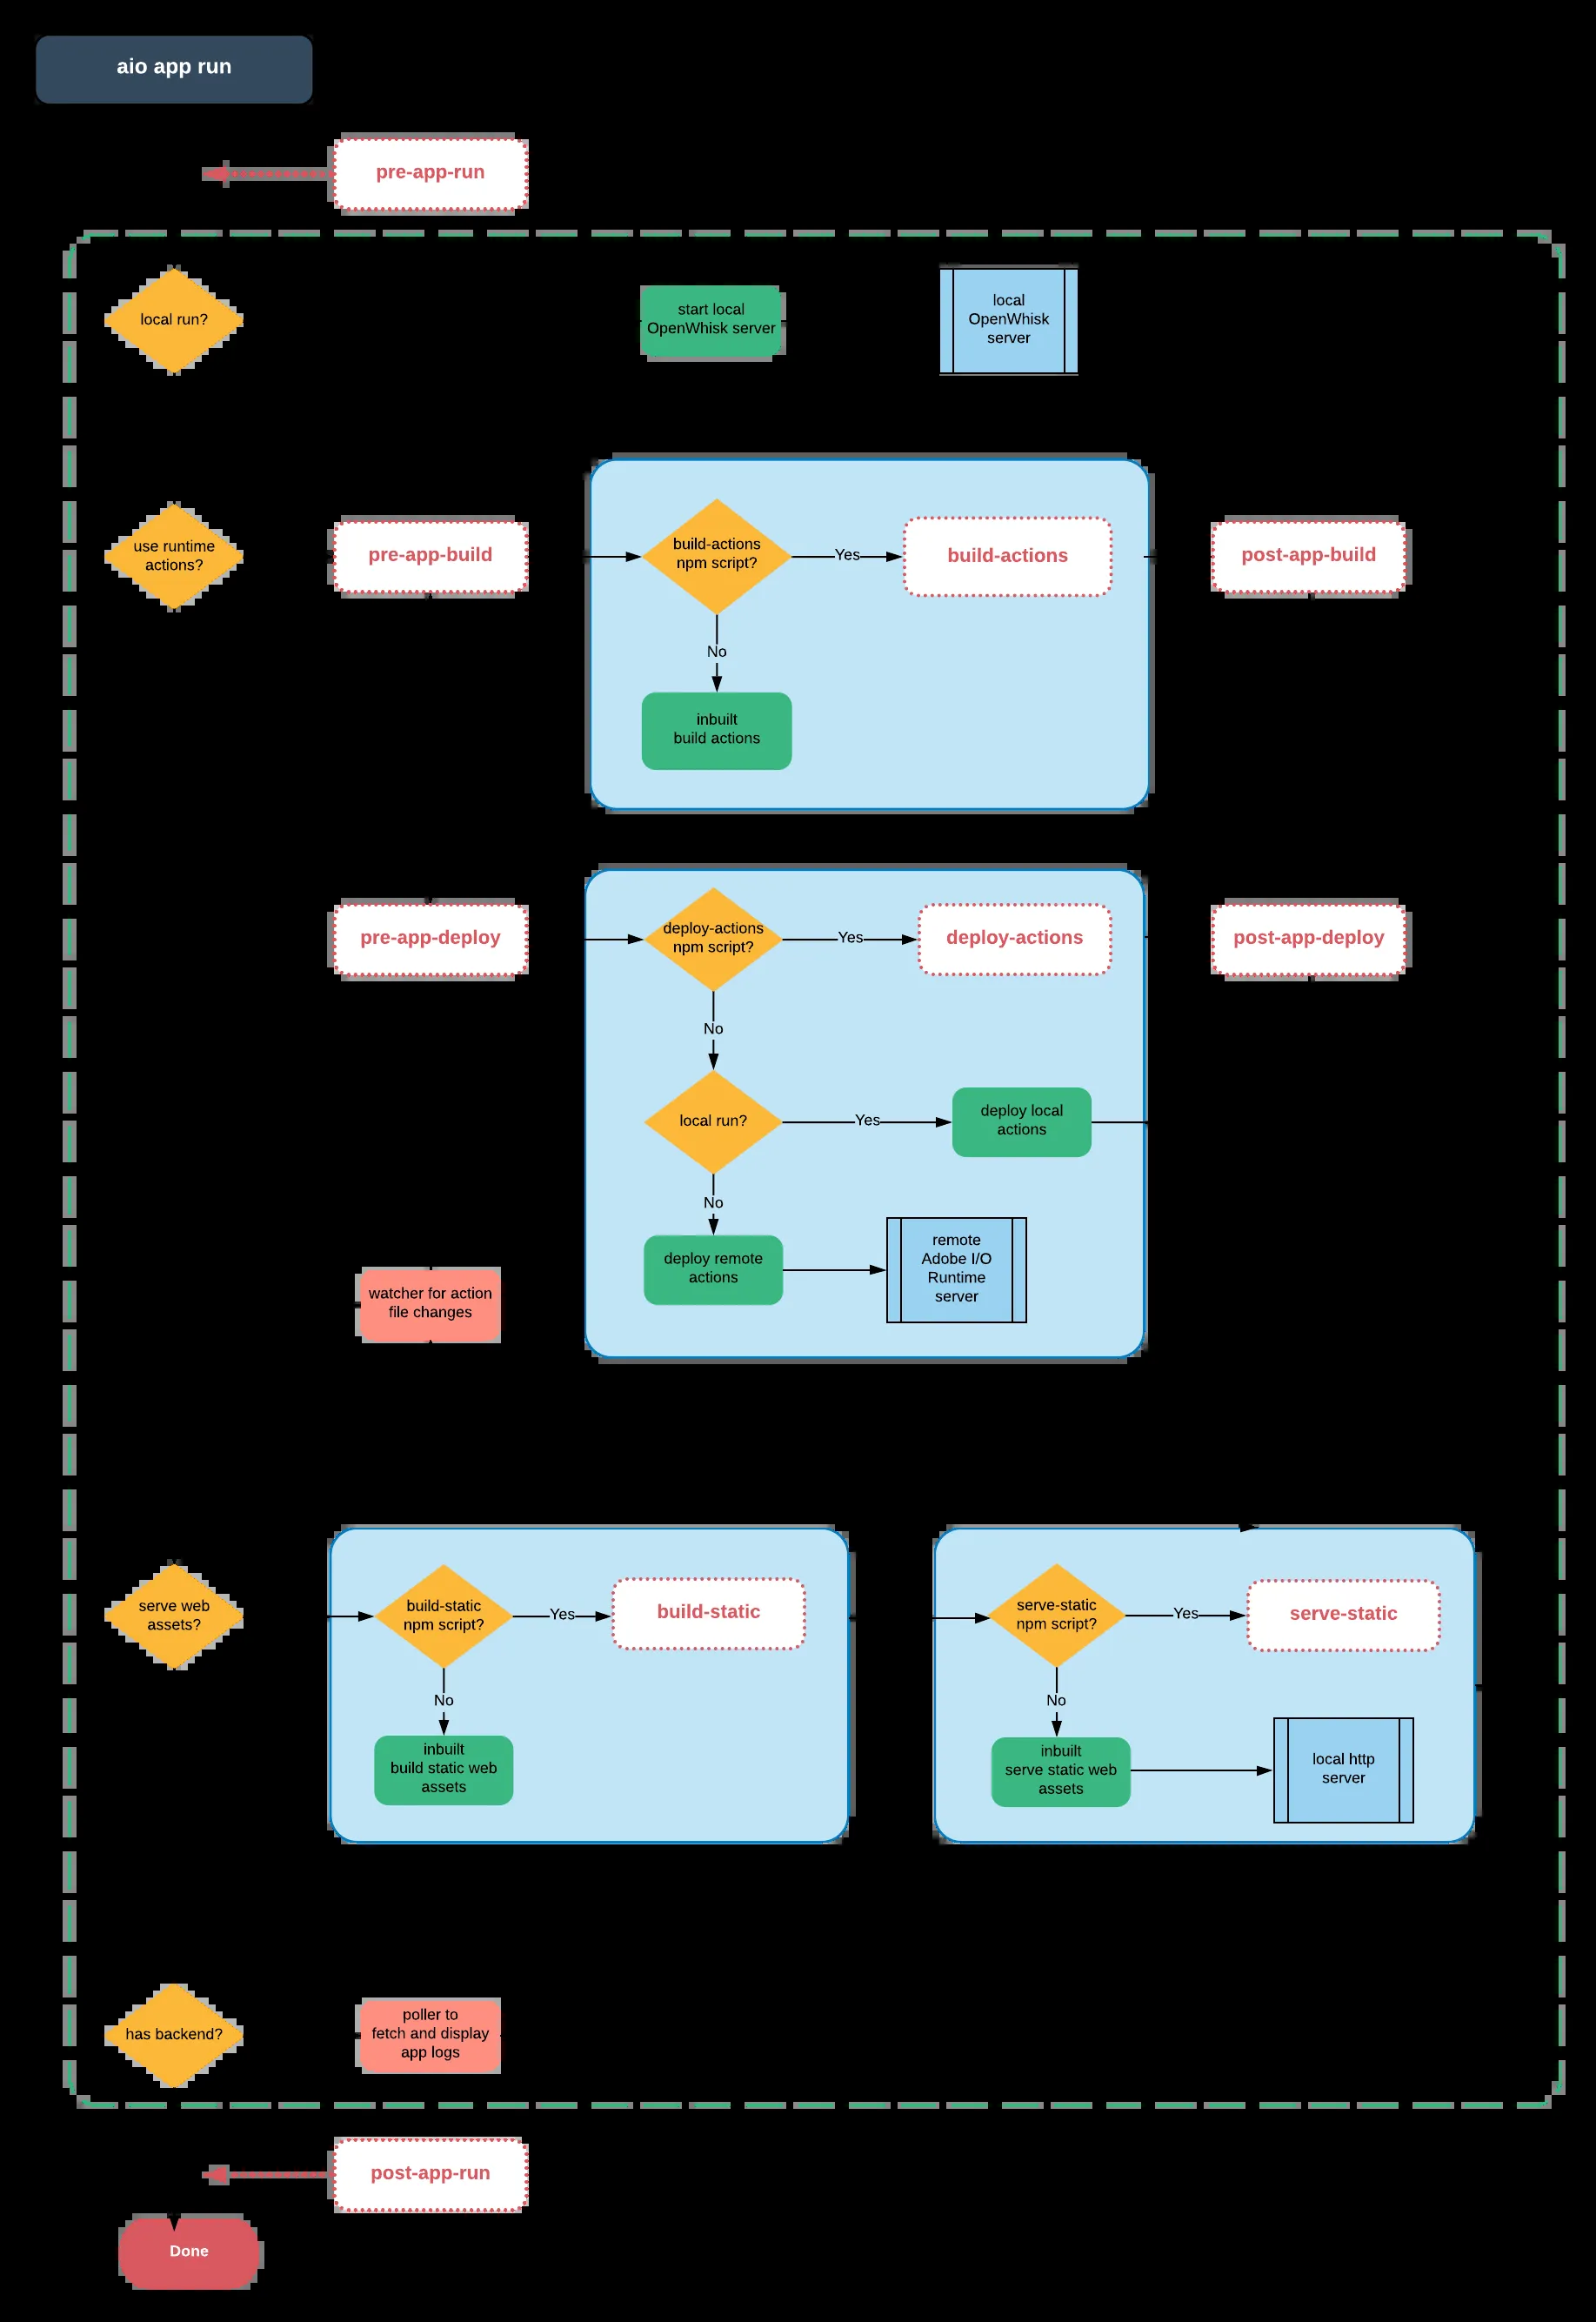 aio app run
pre-app-run
local run?
start local
OpenWhisk server
local
OpenWhisk
server
use runtime
actions?
pre-app-build
build-actions
npm script?
Yes
build-actions
post-app-build
No
inbuilt
build actions
pre-app-deploy
deploy-actions
npm script?
Yes
deploy-actions
post-app-deploy
No
local run?
Yes
deploy local
actions
No
deploy remote
actions
remote
Adobe I/O
Runtime
server
watcher for action
file changes
serve web
assets?
build-static
npm script?
Yes
build-static
No
inbuilt
build static web
assets
serve-static
npm script?
Yes
serve-static
No
inbuilt
serve static web
assets
local http
server
has backend?
poller to
fetch and display
app logs
post-app-run
Done